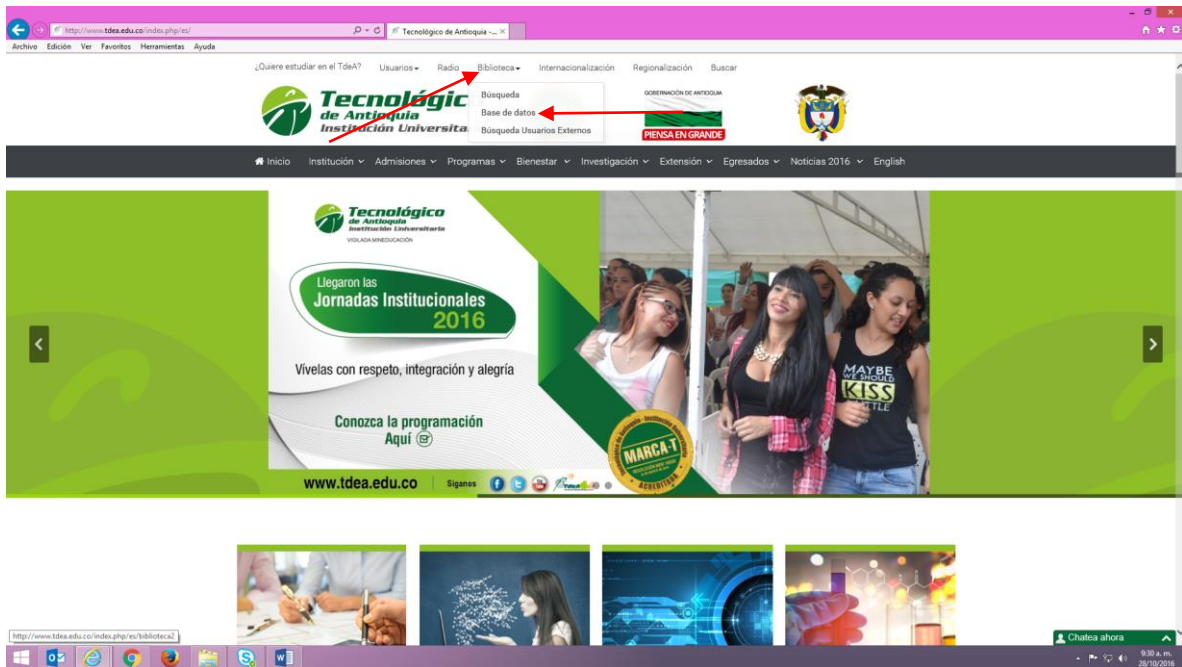 http://www.tdea.edu.co/index.php/es/
Tecnológico de Antioquia -...
Archivo Edición Ver Favoritos Herramientas Ayuda
¿Quiere estudiar en el TdeA? Usuarios Radio Biblioteca Internacionalización Regionalización Buscar
Búsqueda
Base de datos
Búsqueda Usuarios Externos
Tecnológic
de Antioquia
Institución Universita
GOBERNACIÓN DE ANTIOQUIA
PIENSA EN GRANDE
Inicio Institución Admisiones Programas Bienestar Investigación Extensión Egresados Noticias 2016 English
Tecnológico
de Antioquia
Institución Universitaria
VIGILADA MINEDUCACIÓN
Llegaron las
Jornadas Institucionales
2016
Vívelas con respeto, integración y alegría
Conozca la programación
Aquí
MAYBE
WE SHOULD
KISS
TLE
MARCA-T
ACREDITADA
www.tdea.edu.co Síganos
http://www.tdea.co/index.php/es/biblioteca2
Chatea ahora
9:30 a. m.
28/10/2016